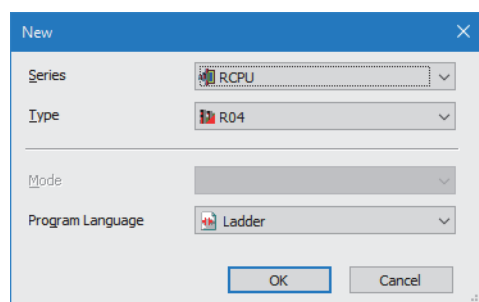 New
Series RCPU
Type R04
Mode
Program Language Ladder
OK Cancel